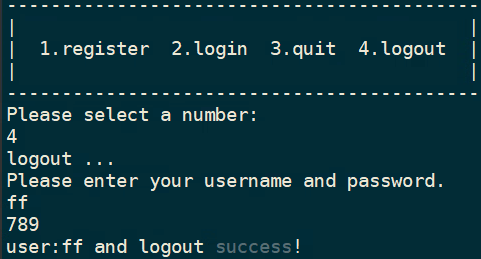 1.register 2.login 3.quit 4.logout
Please select a number:
4
logout ...
Please enter your username and password.
ff
789
user:ff and logout success!